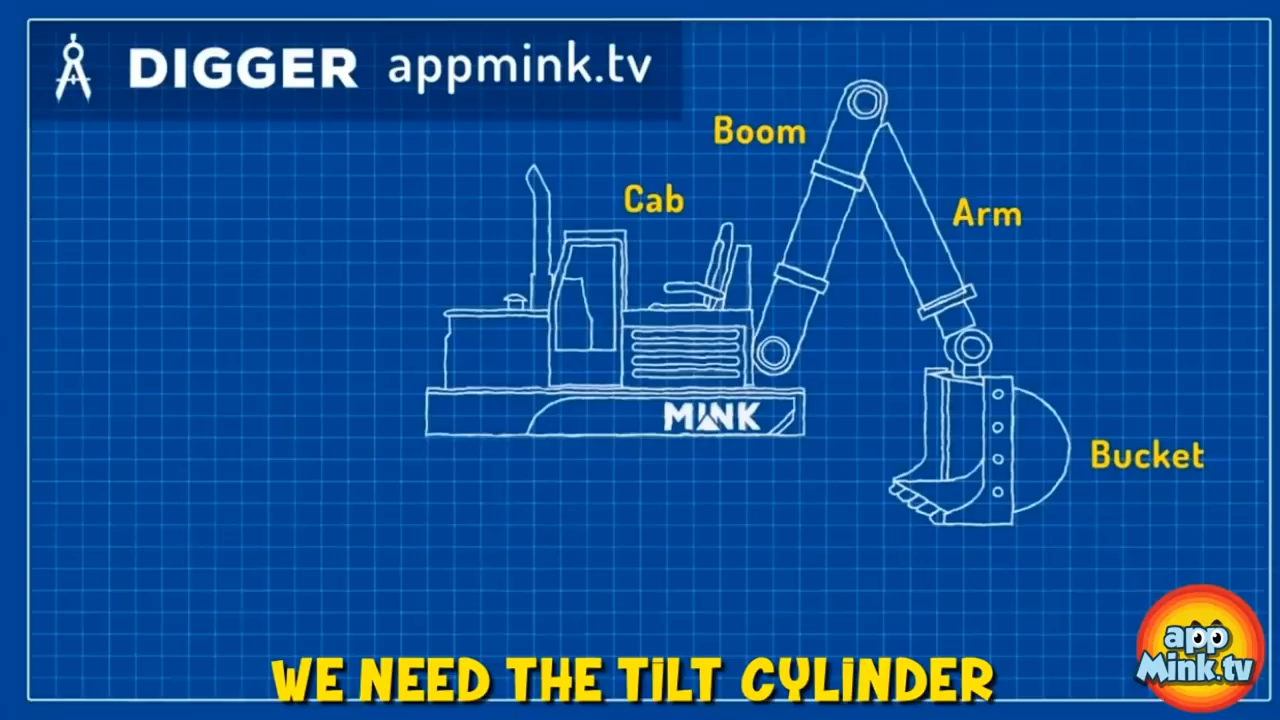 DIGGER appmink.tv
Boom
Cab
Arm
MINK
Bucket
app
Mink.tv
WE NEED THE TiLT CYLiNDER